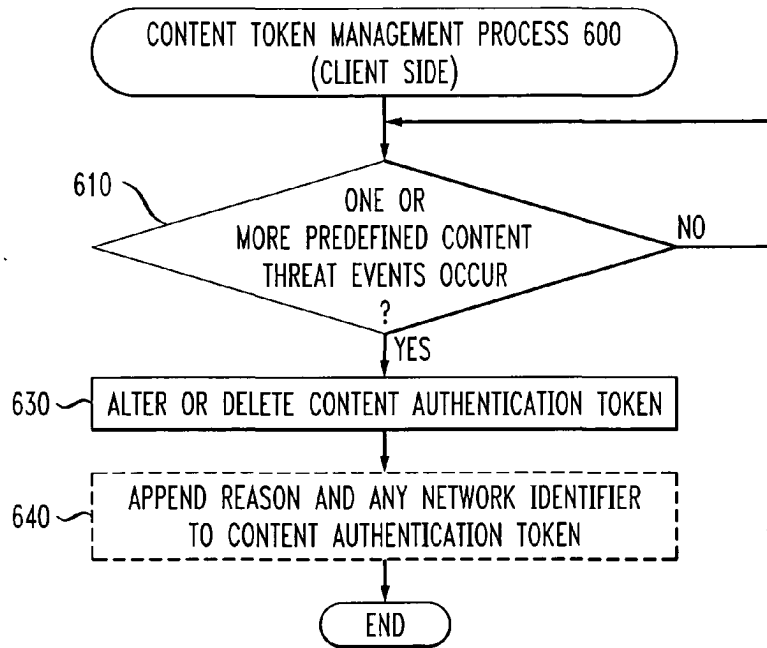 CONTENT TOKEN MANAGEMENT PROCESS 600
(CLIENT SIDE)
610
ONE OR
MORE PREDEFINED CONTENT
THREAT EVENTS OCCUR
?
NO
YES
630
ALTER OR DELETE CONTENT AUTHENTICATION TOKEN
640
APPEND REASON AND ANY NETWORK IDENTIFIER
TO CONTENT AUTHENTICATION TOKEN
END